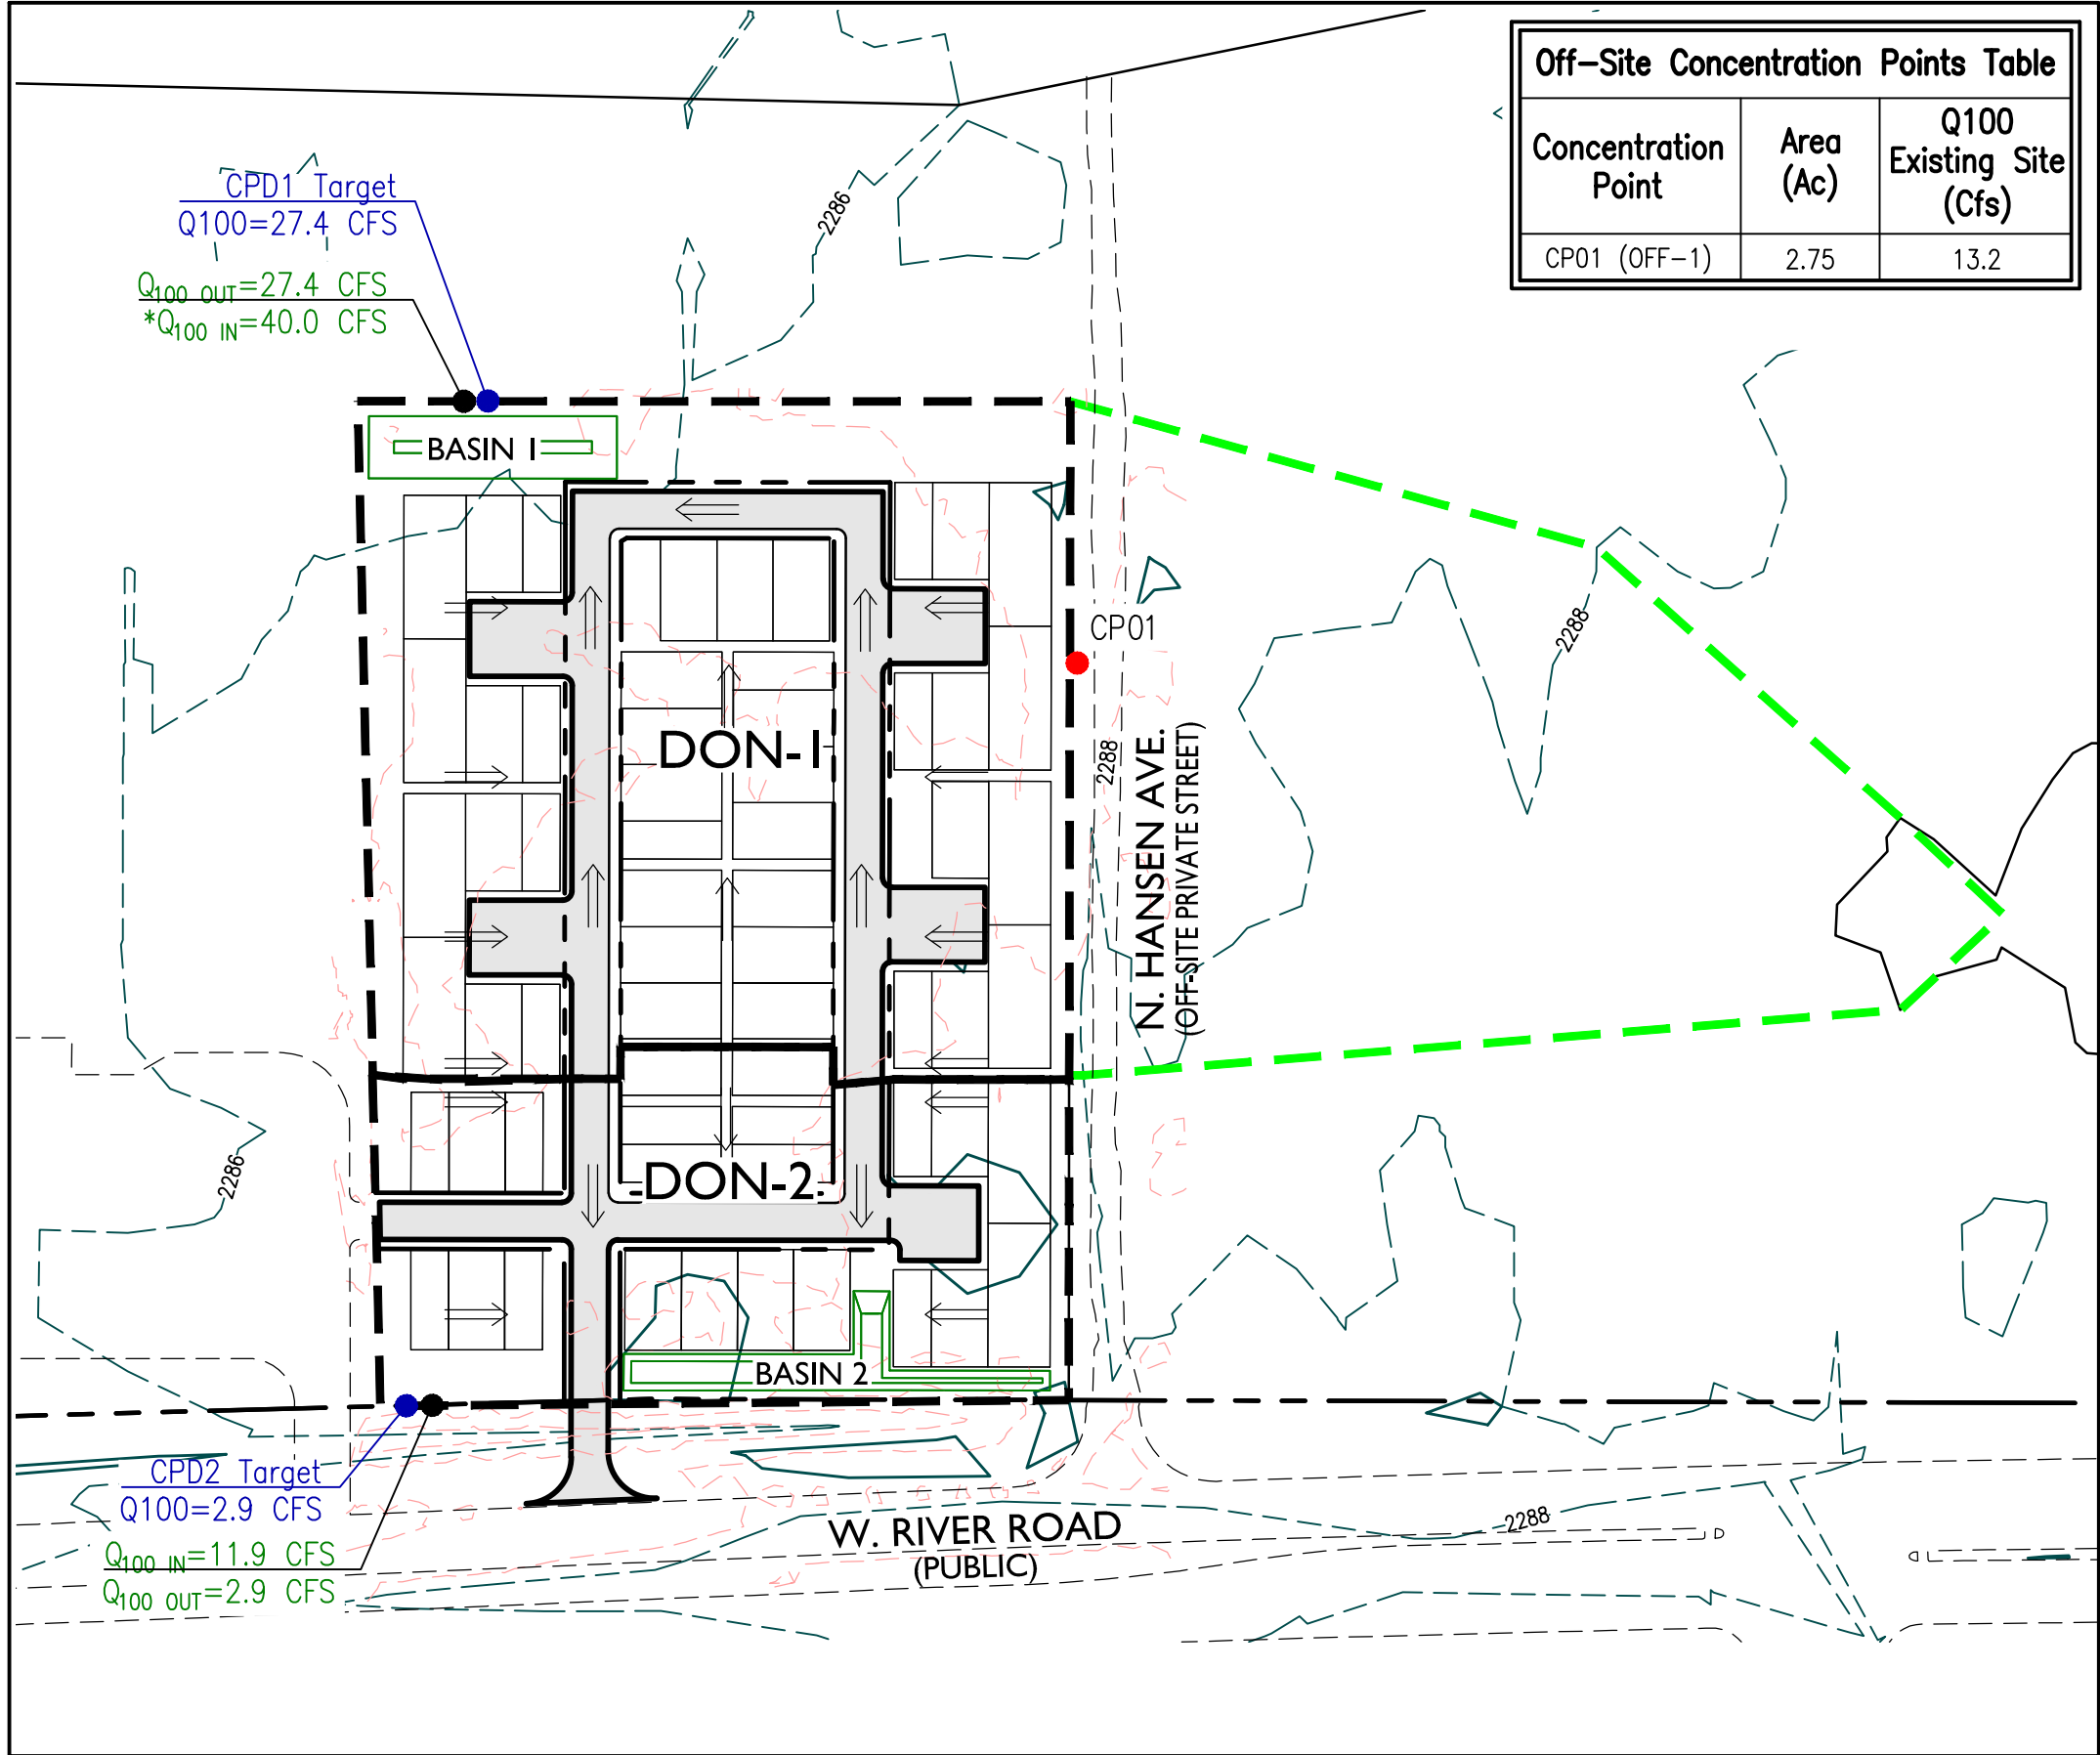 Off-Site Concentration Points Table
Concentration Point
Area (Ac)
Q100 Existing Site (Cfs)
CP01 (OFF-1)
2.75
13.2
CPD1 Target
Q100=27.4 CFS
Q100 OUT=27.4 CFS
*Q100 IN=40.0 CFS
2286
BASIN 1
CP01
2288
DON-1
2288
N. HANSEN AVE.
(OFF-SITE PRIVATE STREET)
2286
DON-2
BASIN 2
CPD2 Target
Q100=2.9 CFS
Q100 IN=11.9 CFS
Q100 OUT=2.9 CFS
W. RIVER ROAD
(PUBLIC)
2288